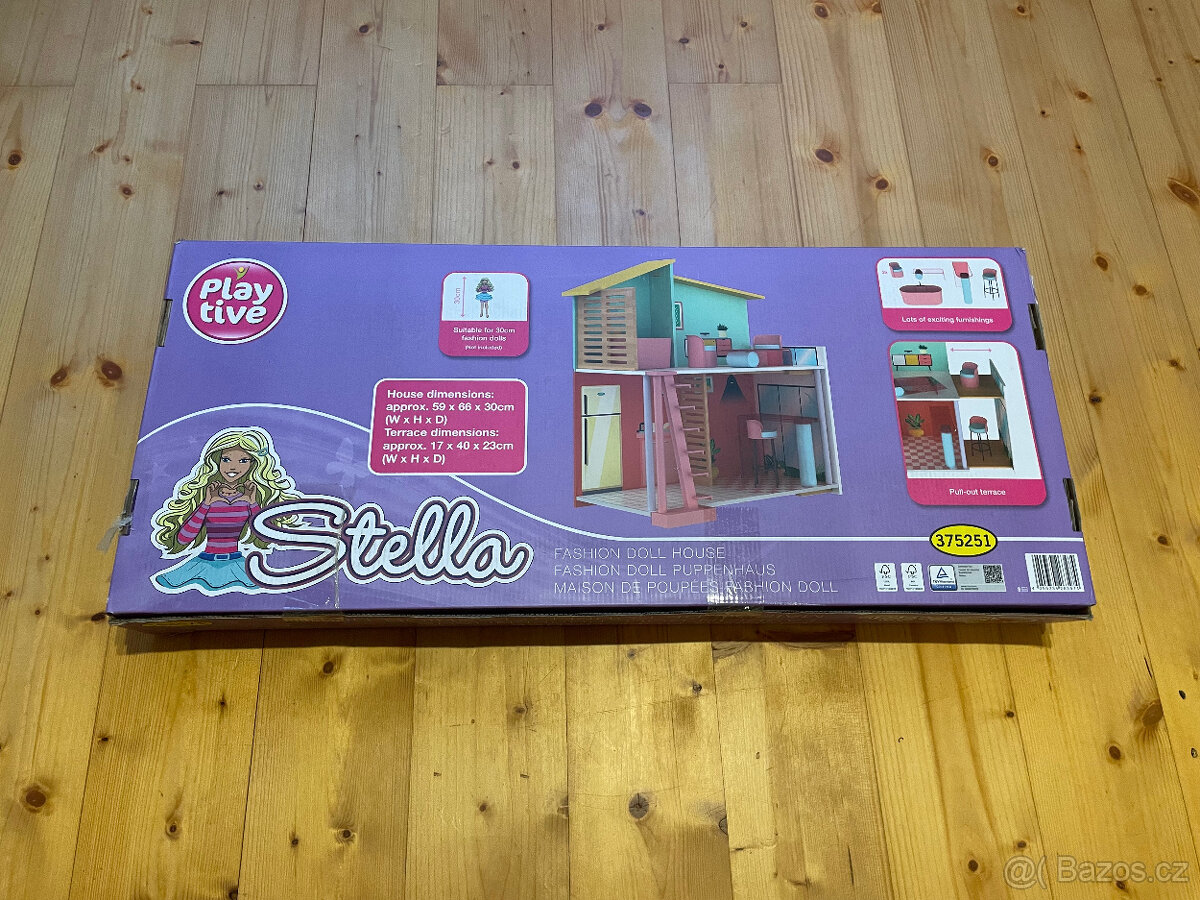 Play
tive
30cm
Suitable for 30cm
fashion dolls
(Not included)
House dimensions:
approx. 59 x 66 x 30cm
(W x H x D)
Terrace dimensions:
approx. 17 x 40 x 23cm
(W x H x D)
Lots of exciting furnishings
Pull-out terrace
Stella
375251
FASHION DOLL HOUSE
FASHION DOLL PUPPENHAUS
MAISON DE POUPÉES FASHION DOLL
@( Bazos.cz